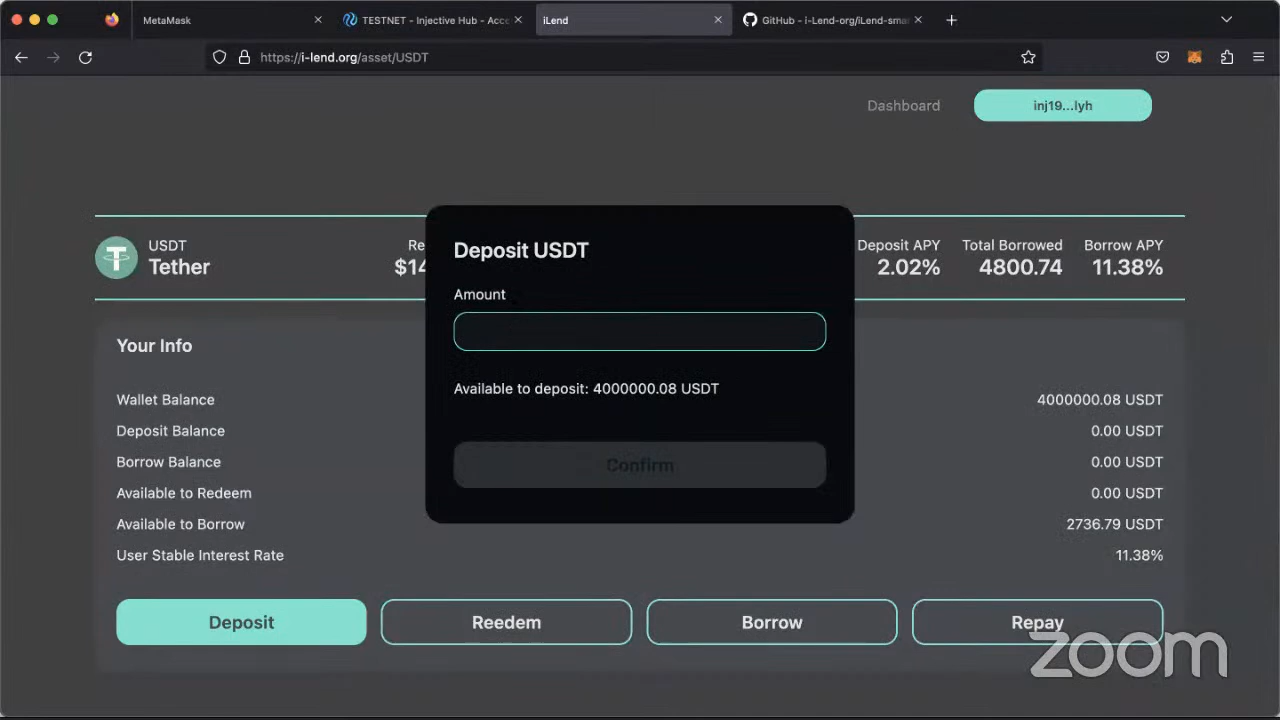 MetaMask
TESTNET - Injective Hub - Acc
iLend
GitHub - i-Lend-org/iLend-smar
https://i-lend.org/asset/USDT
Dashboard
inj19...lyh
USDT
Tether
Re
$14
Deposit APY
2.02%
Total Borrowed
4800.74
Borrow APY
11.38%
Deposit USDT
Amount
Available to deposit: 4000000.08 USDT
Confirm
Your Info
Wallet Balance 4000000.08 USDT
Deposit Balance 0.00 USDT
Borrow Balance 0.00 USDT
Available to Redeem 0.00 USDT
Available to Borrow 2736.79 USDT
User Stable Interest Rate 11.38%
Deposit
Reedem
Borrow
Repay
zoom